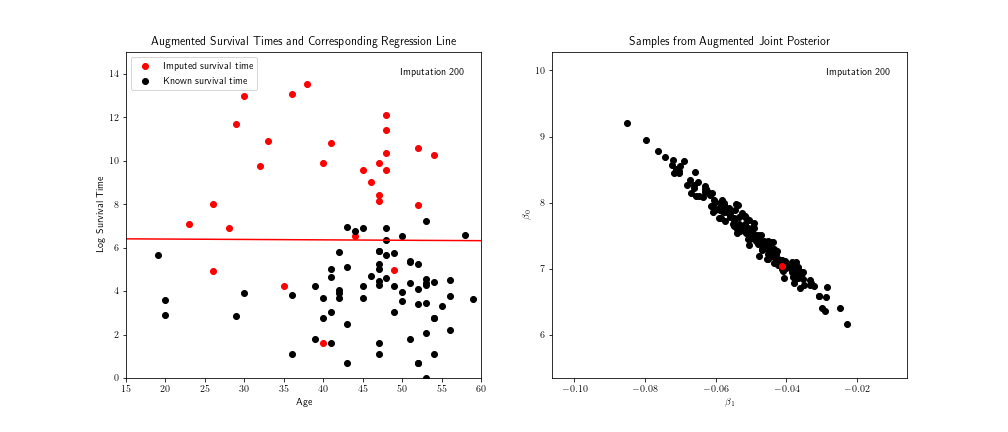 Augmented Survival Times and Corresponding Regression Line
Imputed survival time
Known survival time
Imputation 200
Log Survival Time
14
12
10
8
6
4
2
0
15 20 25 30 35 40 45 50 55 60
Age
Samples from Augmented Joint Posterior
Imputation 200
β0
10
9
8
7
6
−0.10 −0.08 −0.06 −0.04 −0.02
β1